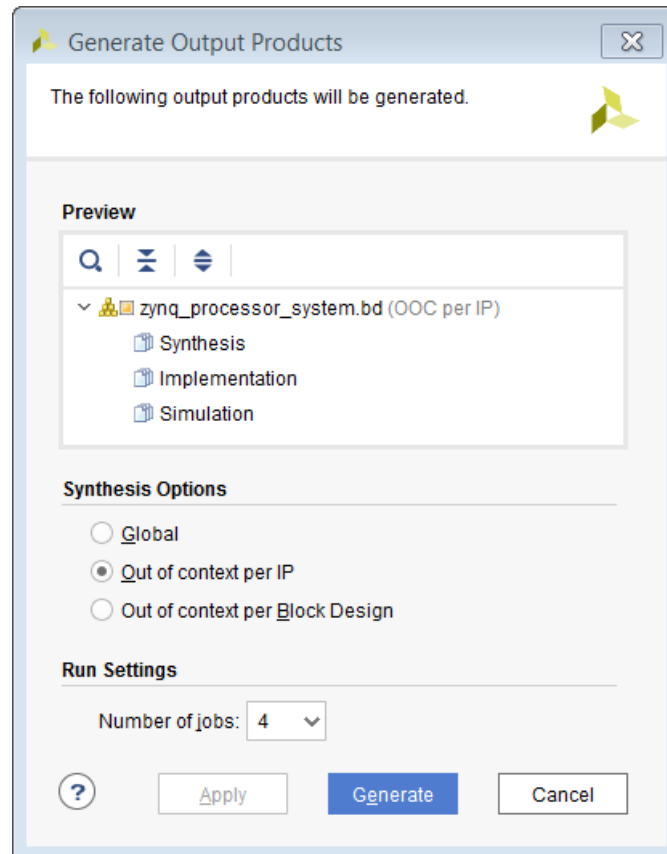 Generate Output Products
The following output products will be generated.
Preview
zynq_processor_system.bd (OOC per IP)
Synthesis
Implementation
Simulation
Synthesis Options
Global
Out of context per IP
Out of context per Block Design
Run Settings
Number of jobs: 4
? Apply Generate Cancel